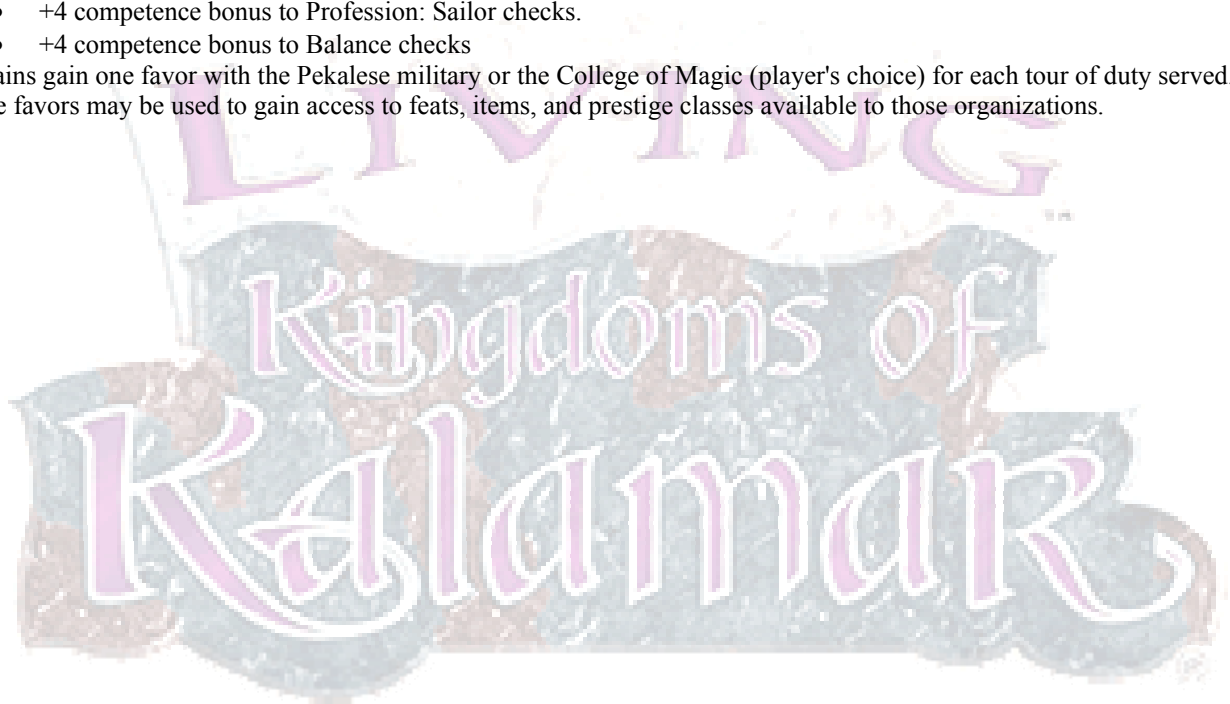 +4 competence bonus to Profession: Sailor checks.
+4 competence bonus to Balance checks
ains gain one favor with the Pekalese military or the College of Magic (player's choice) for each tour of duty served
e favors may be used to gain access to feats, items, and prestige classes available to those organizations.
LIVING
Kingdoms of
Kalamar